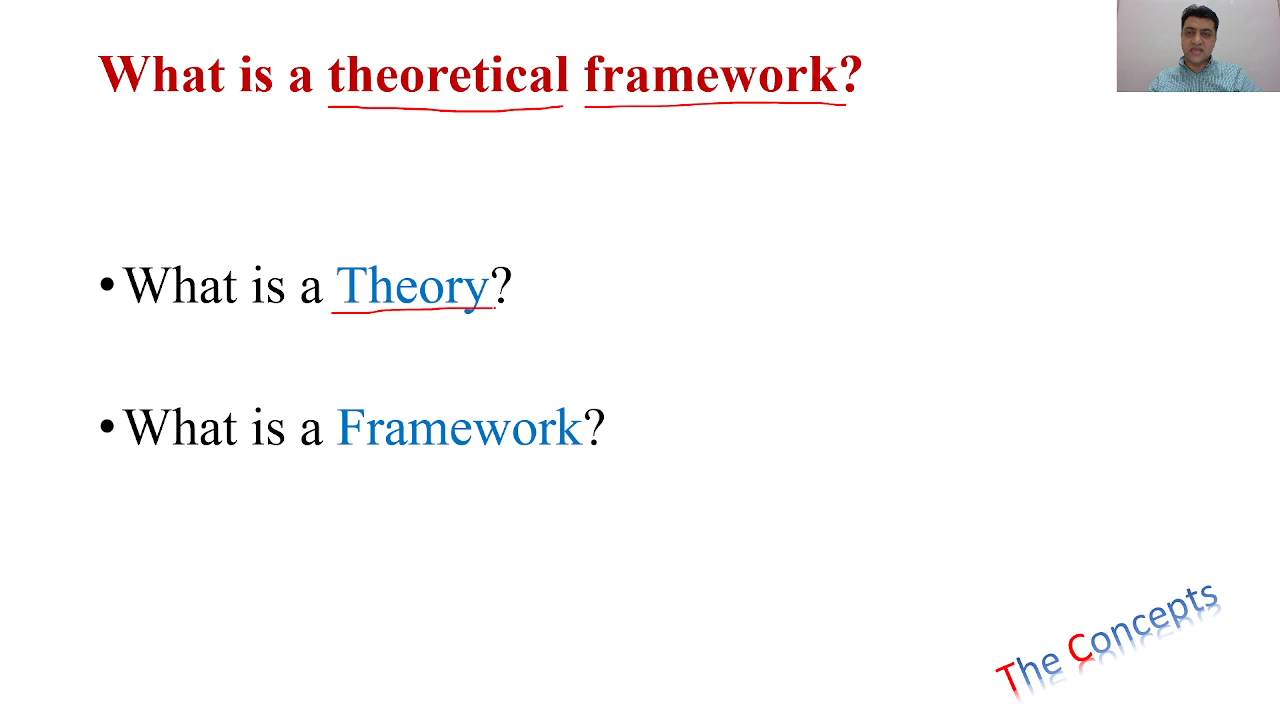 What is a theoretical framework?
•What is a Theory?
•What is a Framework?
The Concepts